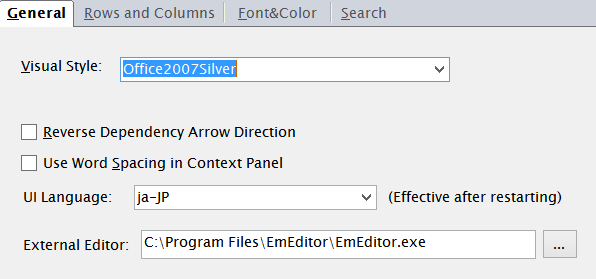 General Rows and Columns Font&Color Search
Visual Style: Office2007Silver
Reverse Dependency Arrow Direction
Use Word Spacing in Context Panel
UI Language: ja-JP (Effective after restarting)
External Editor: C:\Program Files\EmEditor\EmEditor.exe ...